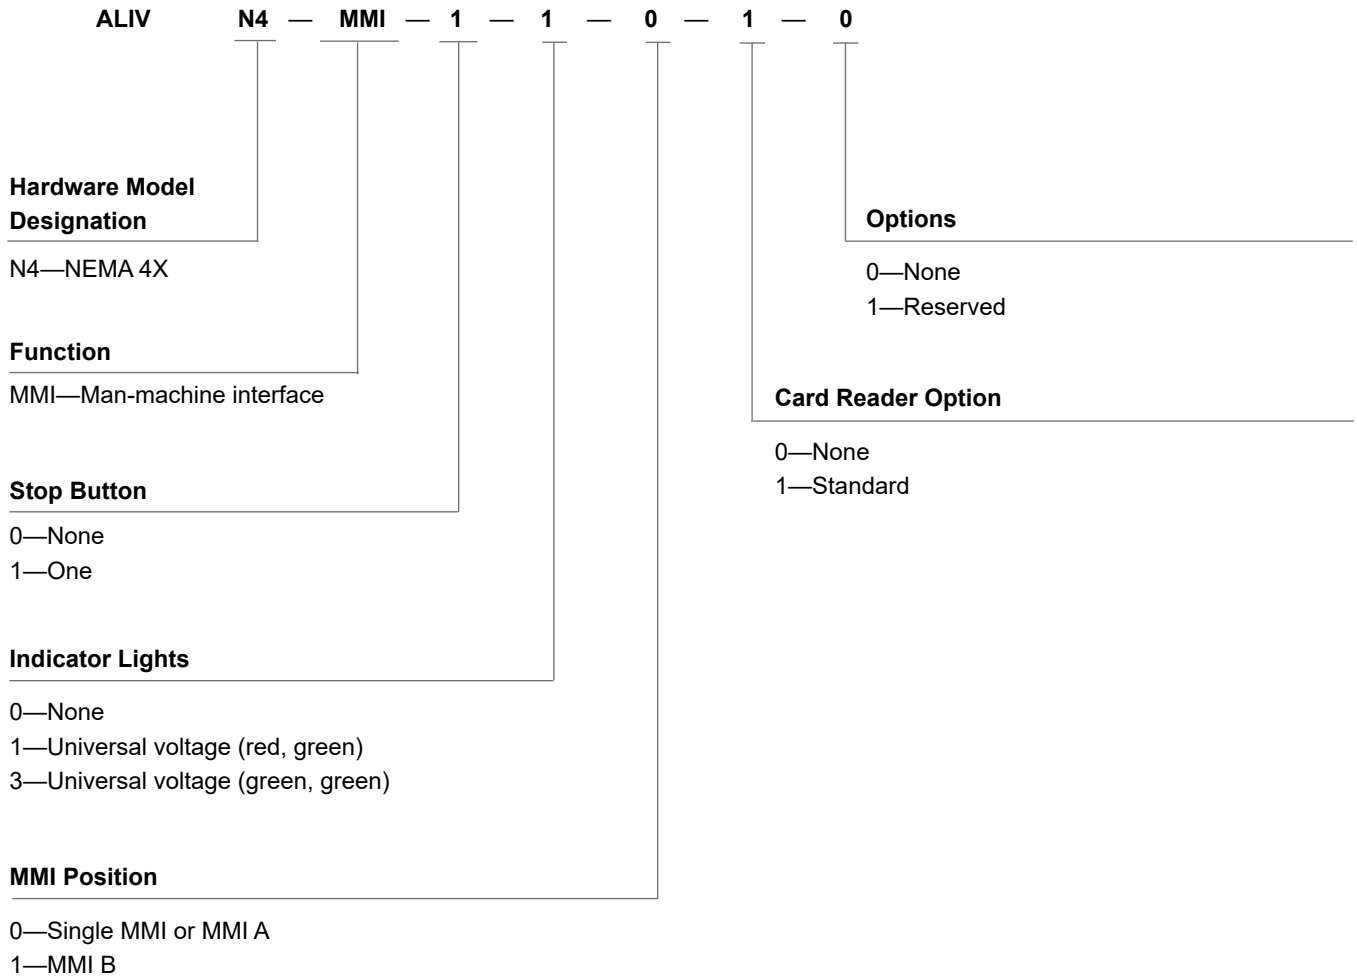 ALIV N4 — MMI — 1 — 1 — 0 — 1 — 0
Hardware Model
Designation
N4—NEMA 4X
Function
MMI—Man-machine interface
Stop Button
0—None
1—One
Indicator Lights
0—None
1—Universal voltage (red, green)
3—Universal voltage (green, green)
MMI Position
0—Single MMI or MMI A
1—MMI B
Options
0—None
1—Reserved
Card Reader Option
0—None
1—Standard